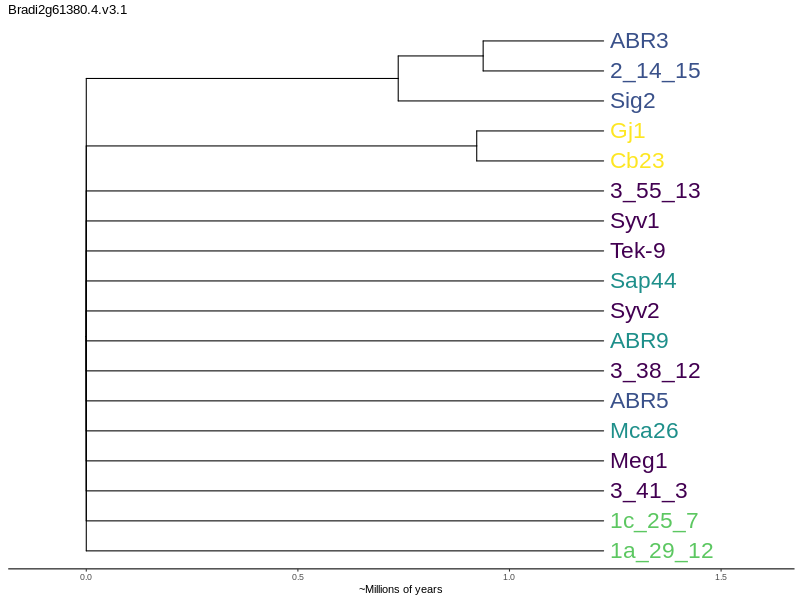 Bradi2g61380.4.v3.1
ABR3
2_14_15
Sig2
Gj1
Cb23
3_55_13
Syv1
Tek-9
Sap44
Syv2
ABR9
3_38_12
ABR5
Mca26
Meg1
3_41_3
1c_25_7
1a_29_12
0.0 0.5 1.0 1.5
~Millions of years